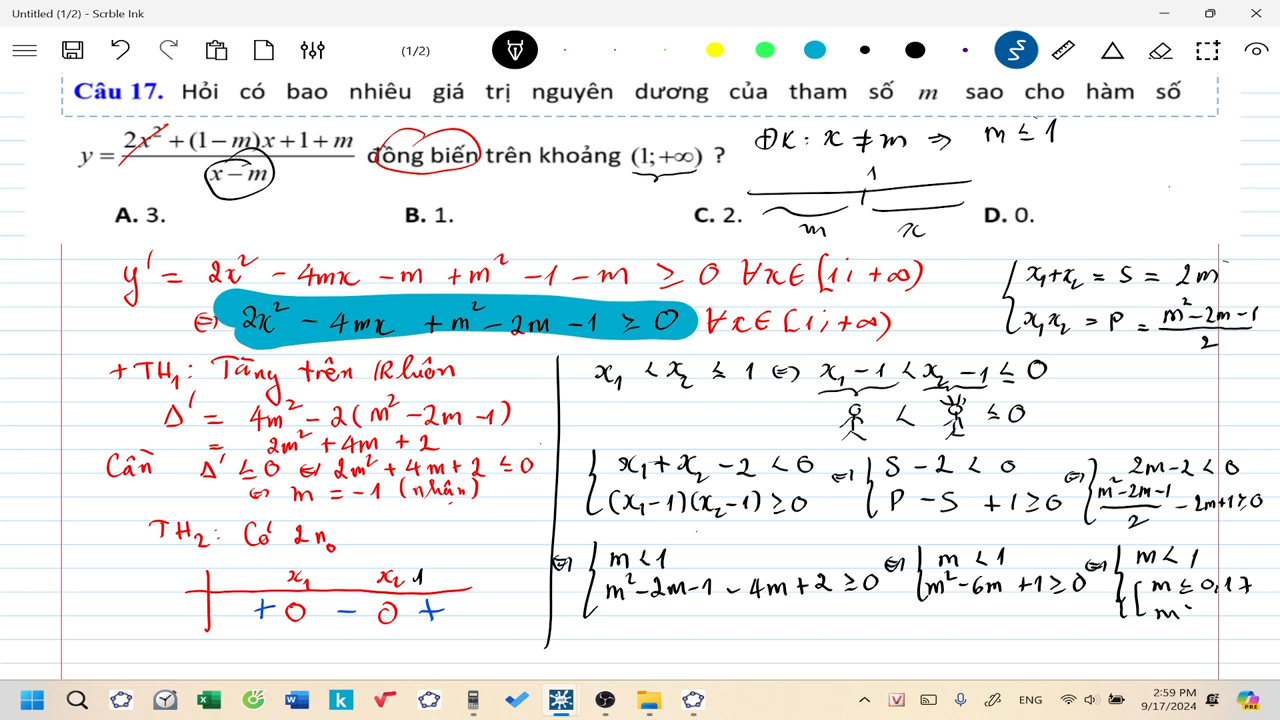 Untitled (1/2) - Scrble Ink
(1/2)
Câu 17. Hỏi có bao nhiêu giá trị nguyên dương của tham số m sao cho hàm số
y = (2x² + (1 − m)x + 1 + m)/(x − m) đồng biến trên khoảng (1; +∞) ?
ĐK: x ≠ m ⇒ m ≤ 1
1
m x
A. 3. B. 1. C. 2. D. 0.
y' = 2x² − 4mx − m + m² − 1 − m ≥ 0 ∀x ∈ [1; +∞)
⇔ 2x² − 4mx + m² − 2m − 1 ≥ 0 ∀x ∈ [1; +∞)
{ x₁ + x₂ = S = 2m
x₁x₂ = P = (m² − 2m − 1)/2
+ TH₁: Tăng trên ℝ luôn
Δ' = 4m² − 2(m² − 2m − 1)
= 2m² + 4m + 2
Cần Δ' ≤ 0 ⇔ 2m² + 4m + 2 ≤ 0
⇔ m = −1 (nhận)
TH₂: Có 2 n₀
x₁ x₂ 1
+ 0 − 0 +
x₁ < x₂ ≤ 1 ⇔ x₁ − 1 < x₂ − 1 ≤ 0
< ≤ 0
{ x₁ + x₂ − 2 < 0 ⇔ { S − 2 < 0 ⇔ { 2m − 2 < 0
(x₁ − 1)(x₂ − 1) ≥ 0 P − S + 1 ≥ 0 (m² − 2m − 1)/2 − 2m + 1 ≥ 0
⇔ { m < 1 ⇔ { m < 1 ⇔ { m < 1
m² − 2m − 1 − 4m + 2 ≥ 0 m² − 6m + 1 ≥ 0 [ m ≤ 0,17
m
ENG
2:59 PM
9/17/2024
PRE